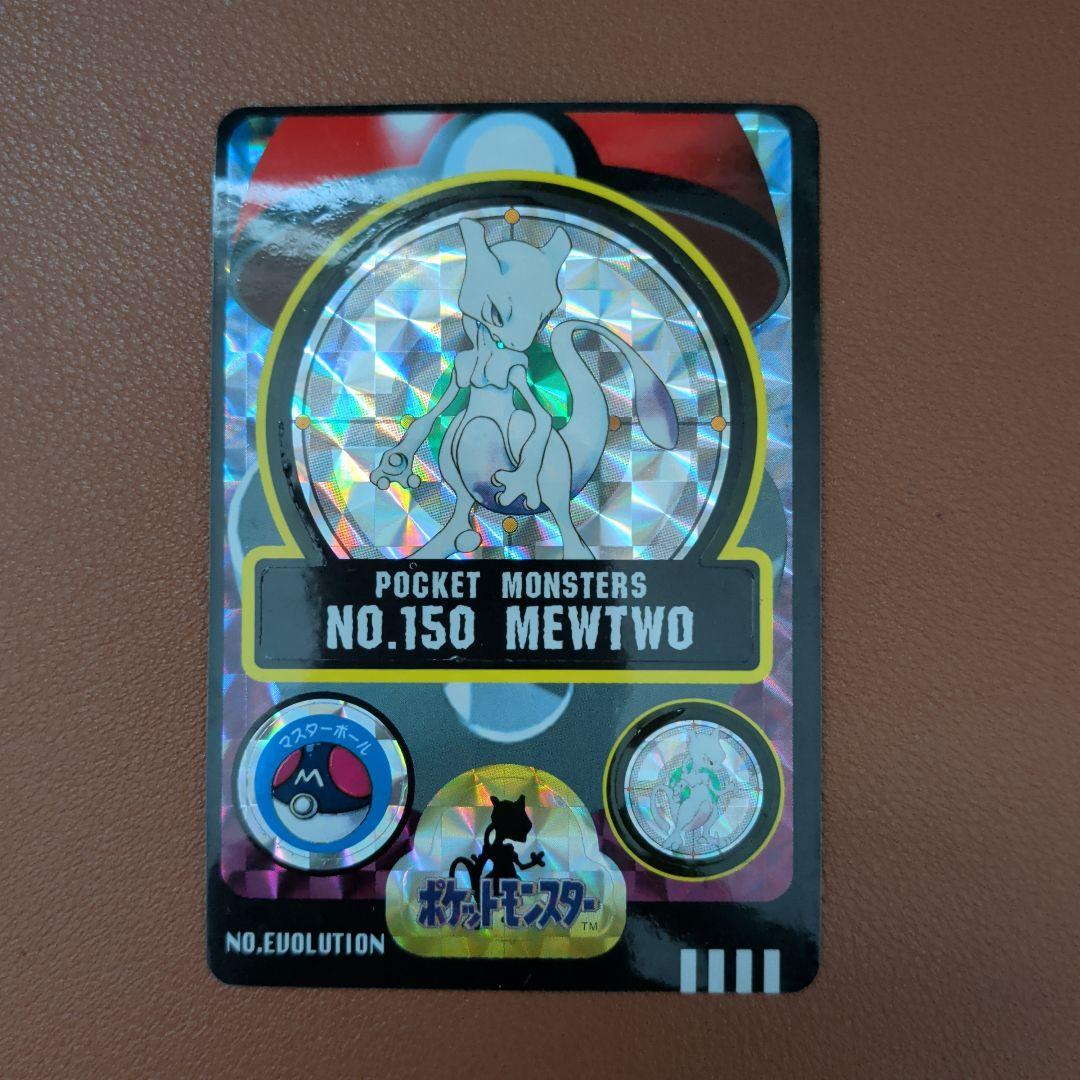 POCKET MONSTERS
NO.150 MEWTWO
マスターボール
M
ポケットモンスター
TM
NO.EVOLUTION